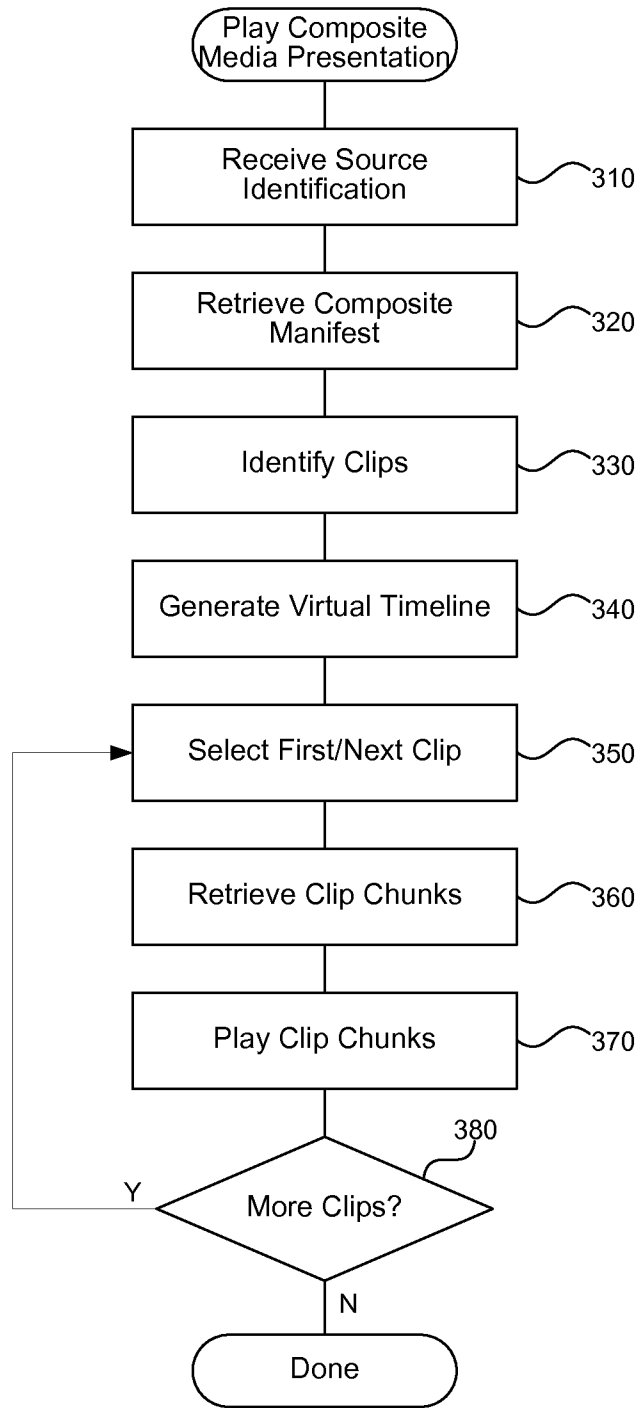 Play Composite
Media Presentation
Receive Source
Identification
310
Retrieve Composite
Manifest
320
Identify Clips
330
Generate Virtual Timeline
340
Select First/Next Clip
350
Retrieve Clip Chunks
360
Play Clip Chunks
370
380
More Clips?
Y
N
Done